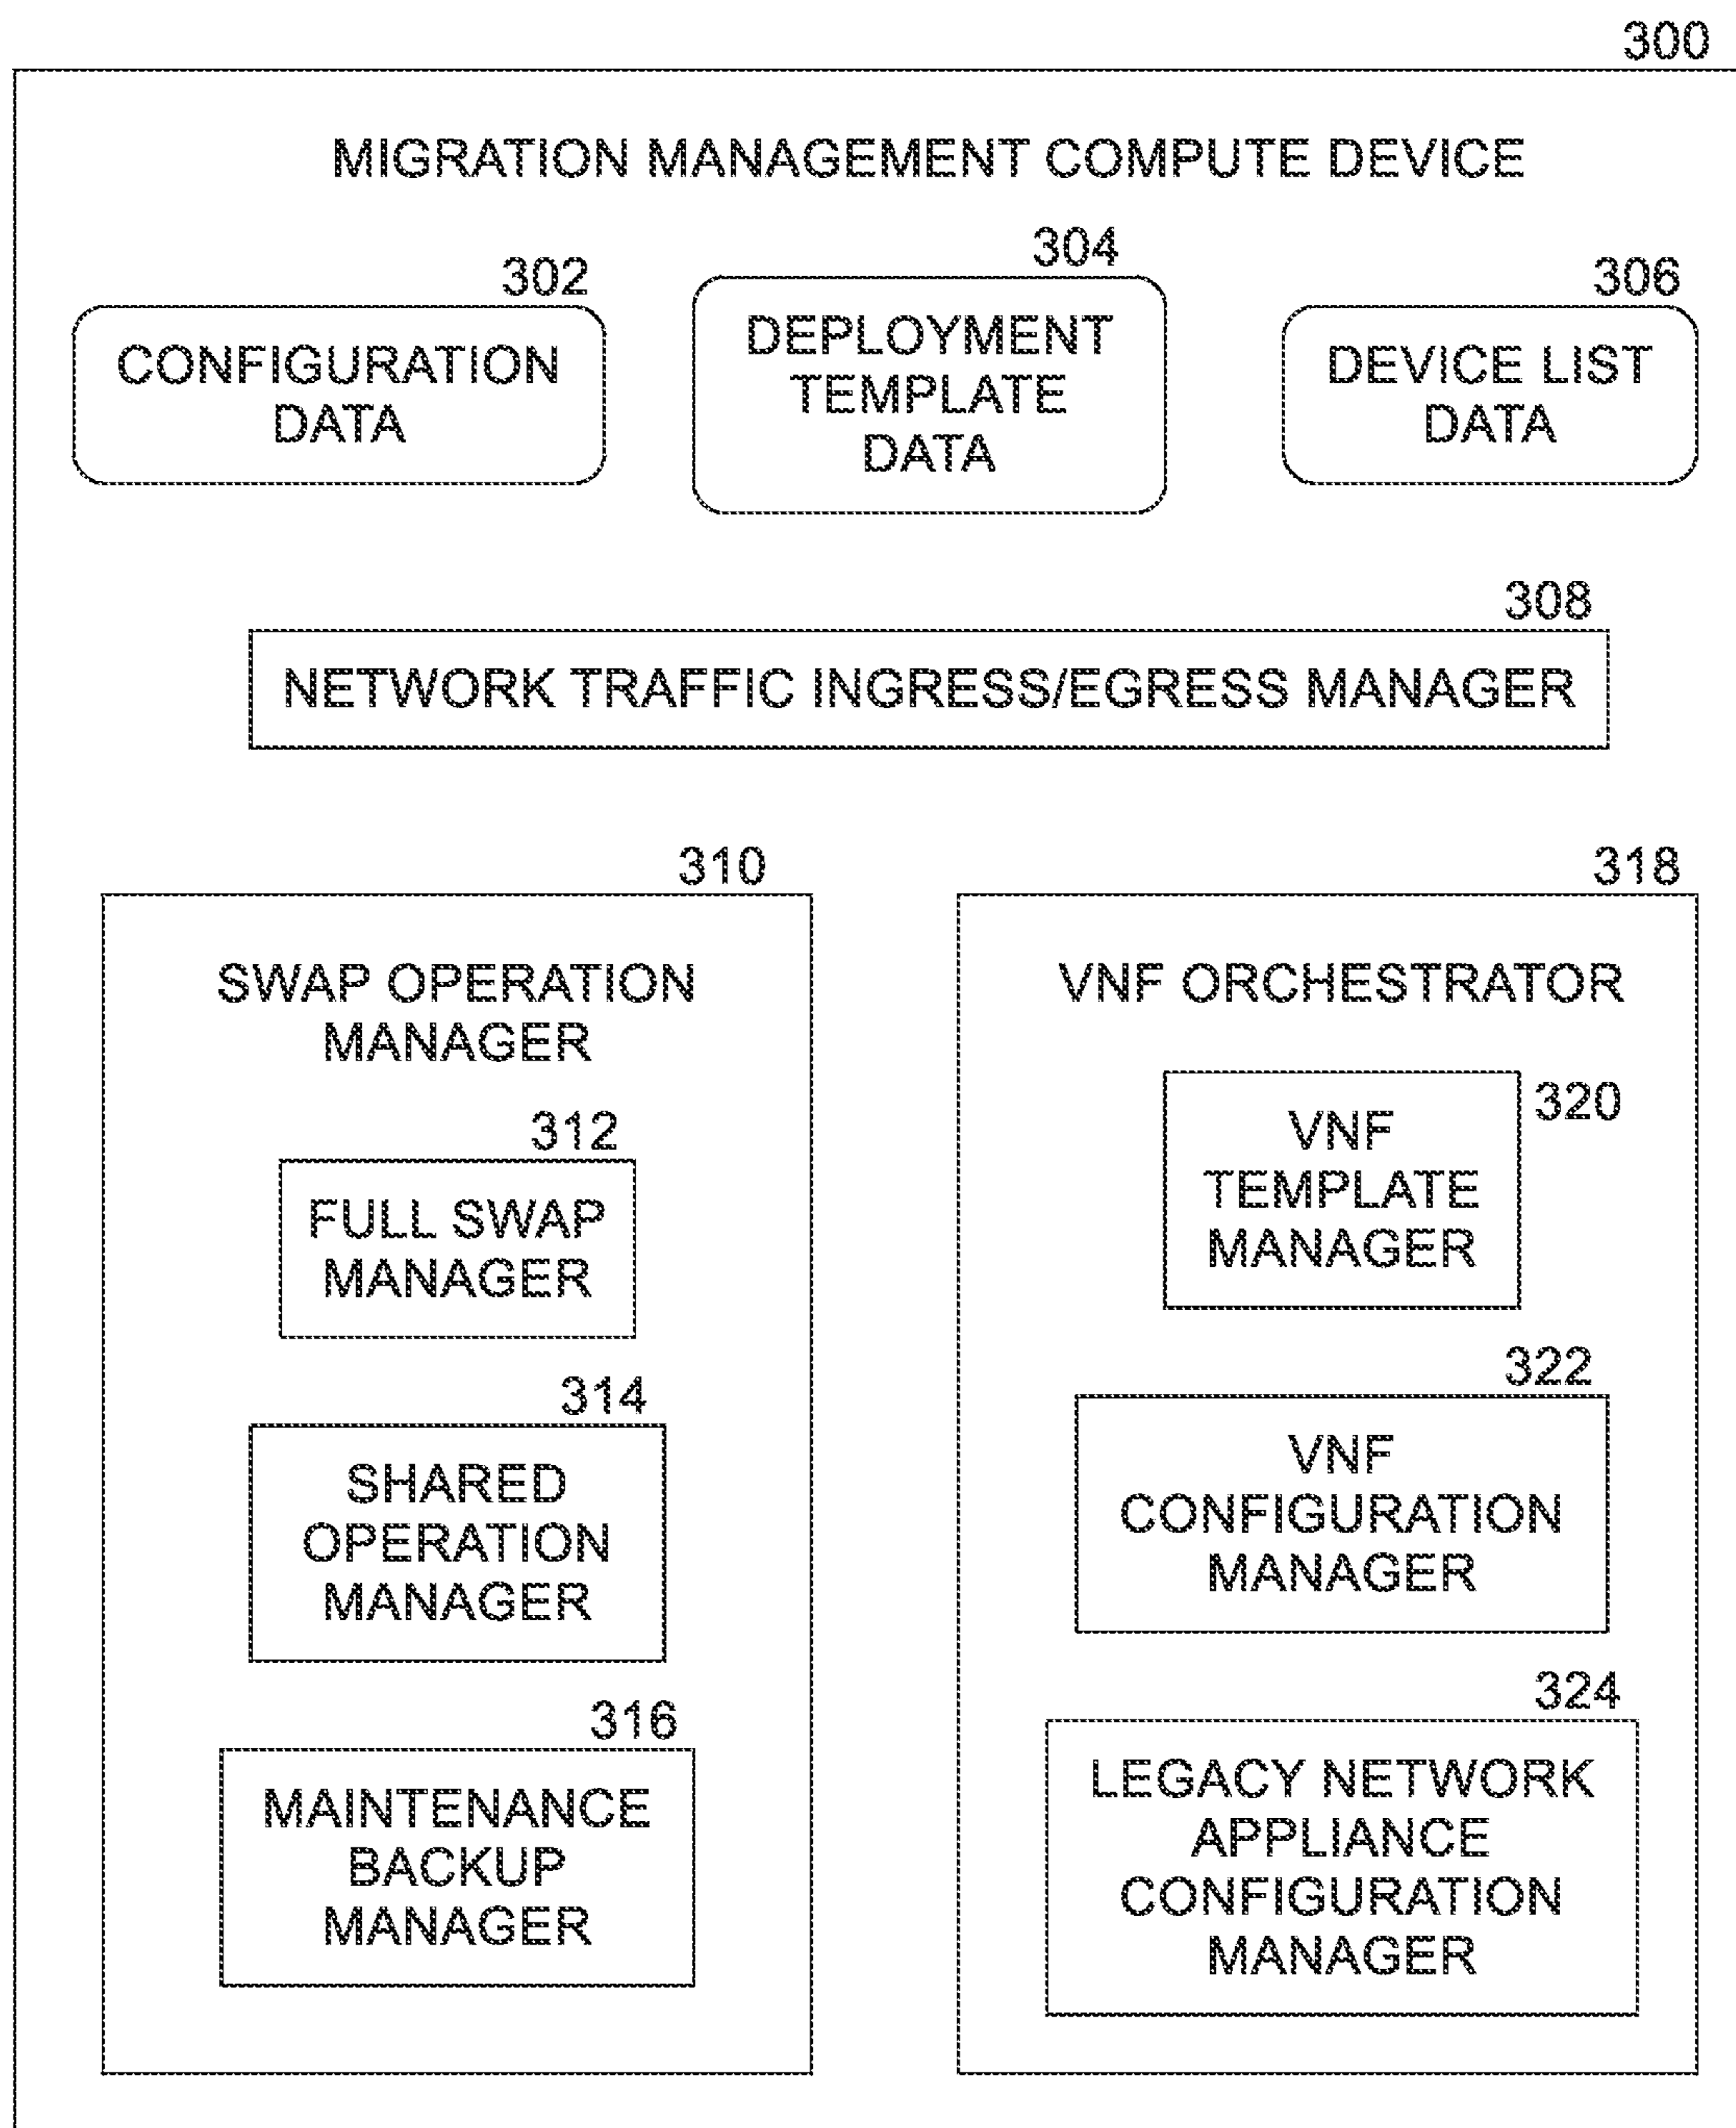 300
MIGRATION MANAGEMENT COMPUTE DEVICE
302
CONFIGURATION
DATA
304
DEPLOYMENT
TEMPLATE
DATA
306
DEVICE LIST
DATA
308
NETWORK TRAFFIC INGRESS/EGRESS MANAGER
310
SWAP OPERATION
MANAGER
312
FULL SWAP
MANAGER
314
SHARED
OPERATION
MANAGER
316
MAINTENANCE
BACKUP
MANAGER
318
VNF ORCHESTRATOR
320
VNF
TEMPLATE
MANAGER
322
VNF
CONFIGURATION
MANAGER
324
LEGACY NETWORK
APPLIANCE
CONFIGURATION
MANAGER